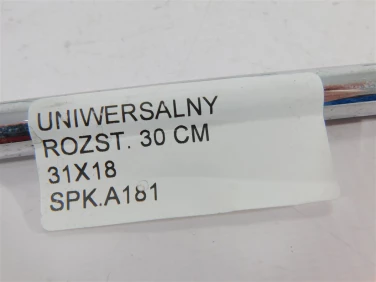 UNIWERSALNY
ROZST. 30 CM
31X18
SPK.A181